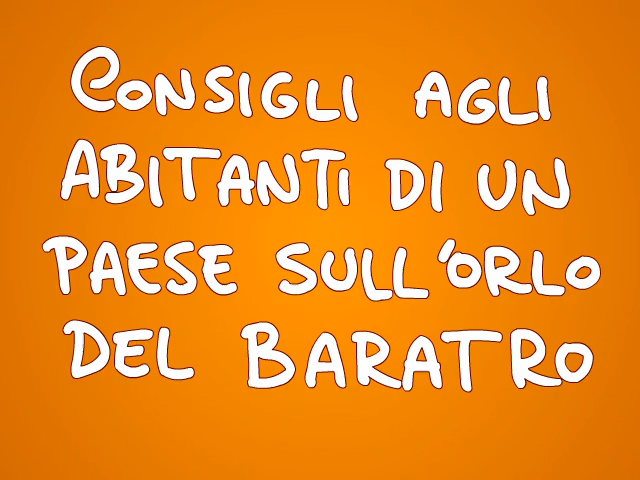 CONSIGLI AGLI
ABITANTI DI UN
PAESE SULL'ORLO
DEL BARATRO